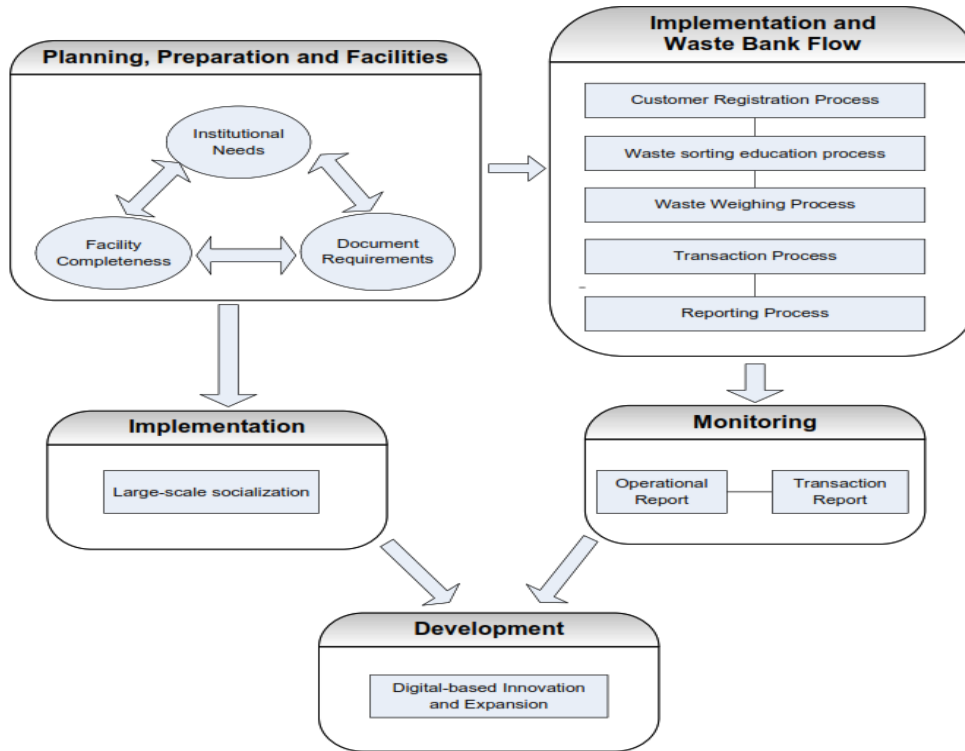 Planning, Preparation and Facilities
Institutional
Needs
Facility
Completeness
Document
Requirements
Implementation and
Waste Bank Flow
Customer Registration Process
Waste sorting education process
Waste Weighing Process
Transaction Process
Reporting Process
Implementation
Large-scale socialization
Monitoring
Operational
Report
Transaction
Report
Development
Digital-based Innovation
and Expansion